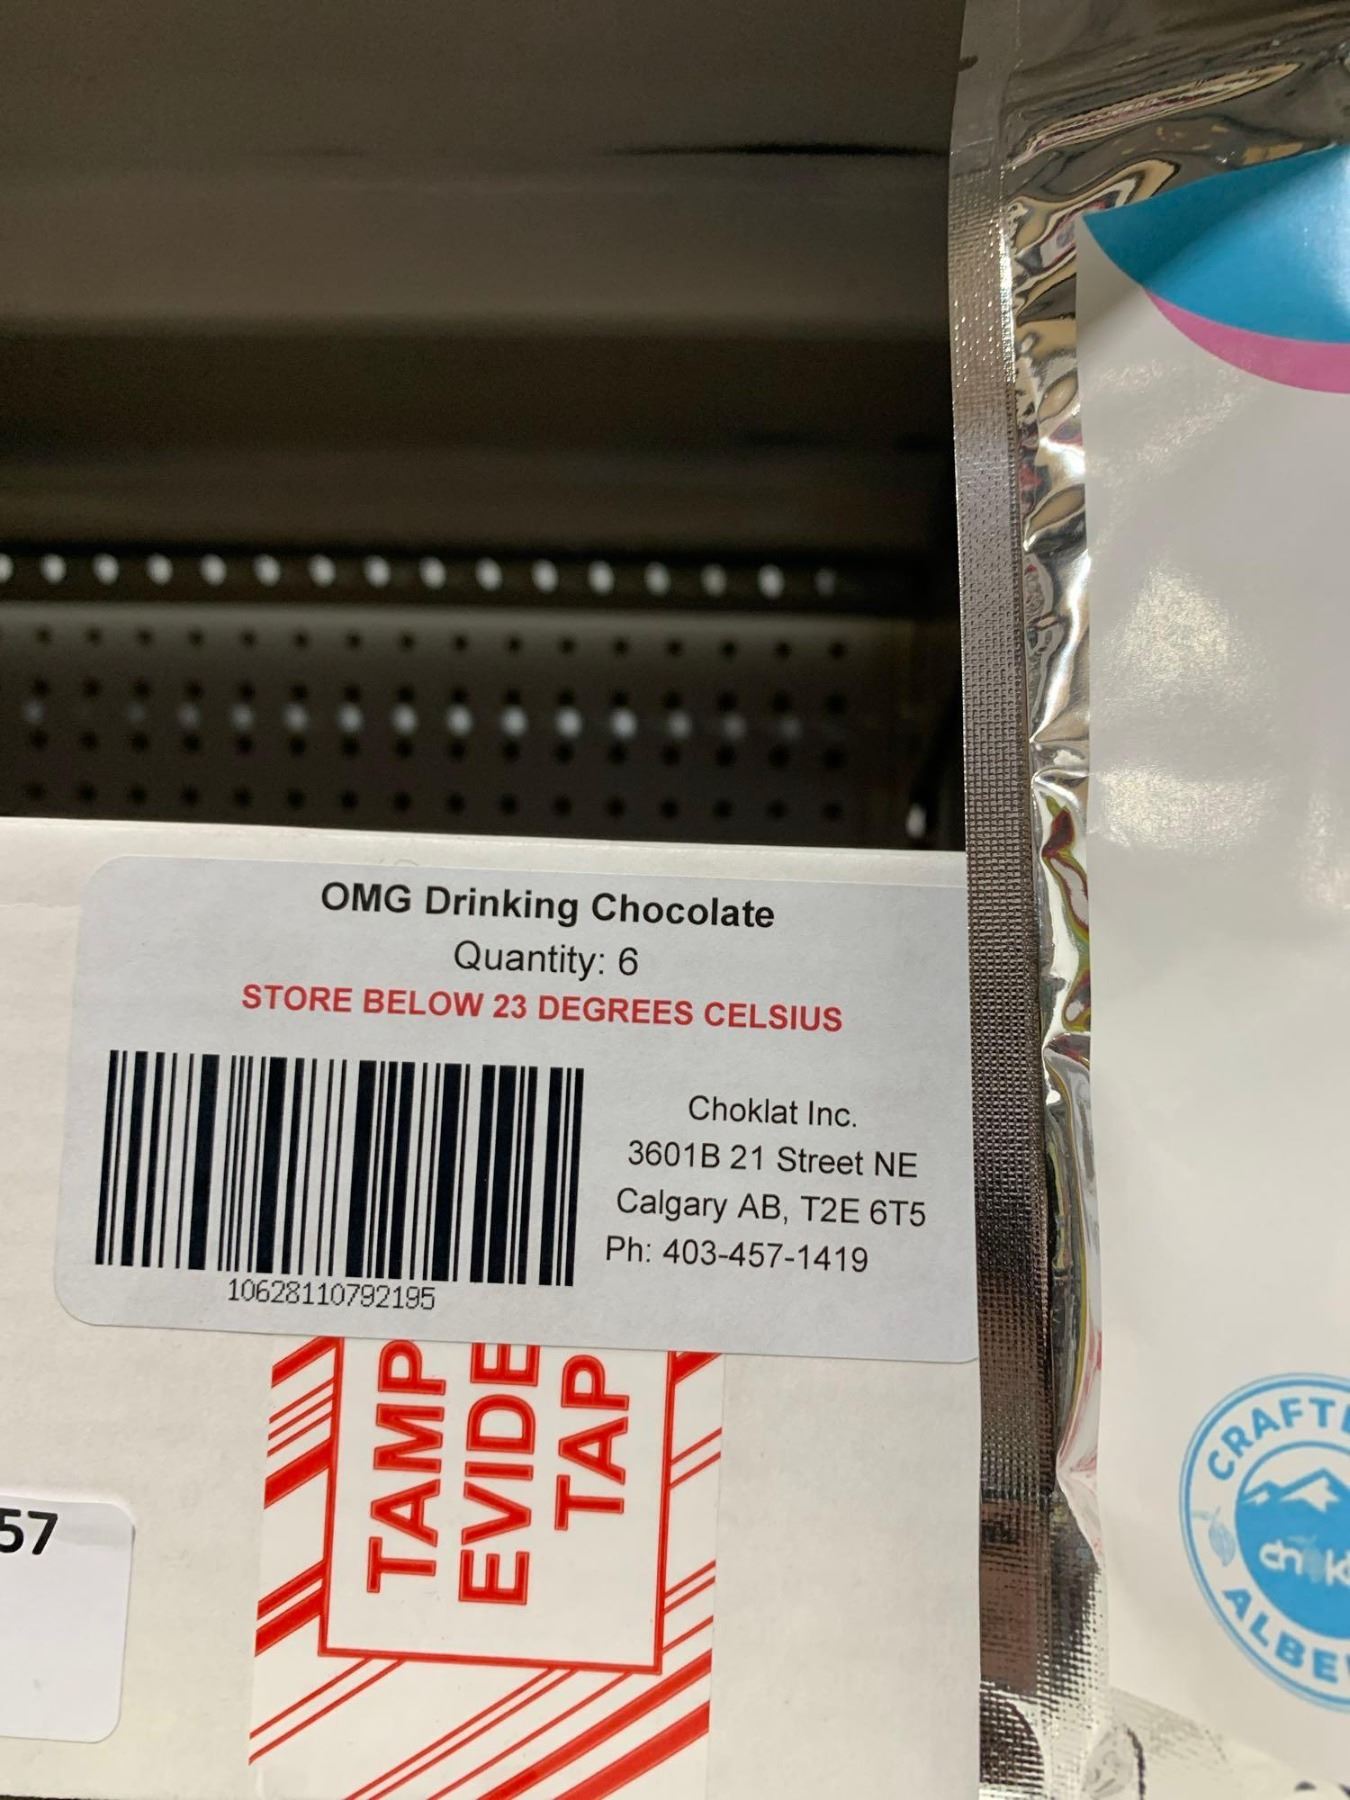 OMG Drinking Chocolate
Quantity: 6
STORE BELOW 23 DEGREES CELSIUS
Choklat Inc.
3601B 21 Street NE
Calgary AB, T2E 6T5
Ph: 403-457-1419
10628110792195
TAMP
EVIDE
TAP
57
CRAFTE
ALBE